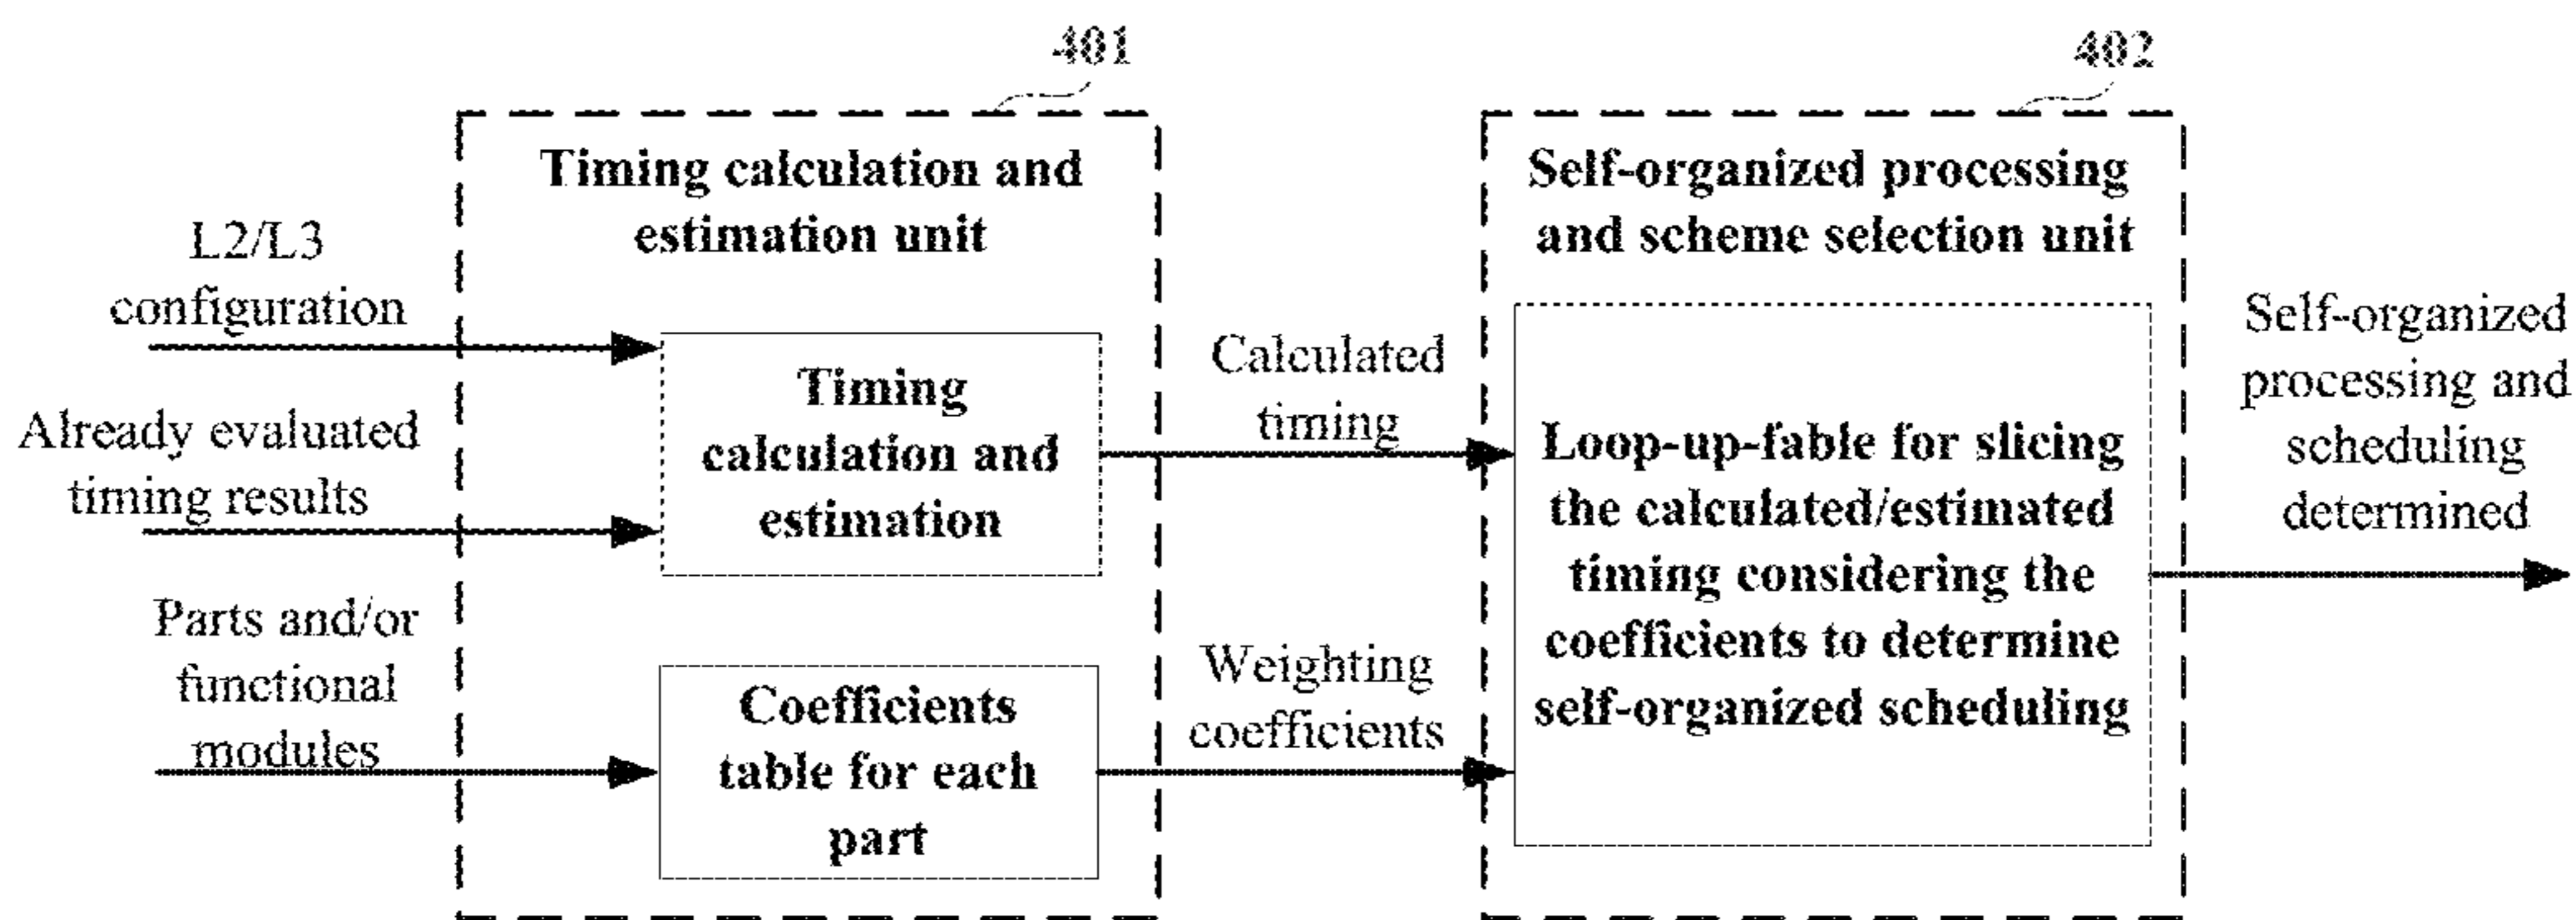 401
402
Timing calculation and
estimation unit
Self-organized processing
and scheme selection unit
L2/L3
configuration
Already evaluated
timing results
Parts and/or
functional
modules
Timing
calculation and
estimation
Coefficients
table for each
part
Calculated
timing
Weighting
coefficients
Loop-up-fable for slicing
the calculated/estimated
timing considering the
coefficients to determine
self-organized scheduling
Self-organized
processing and
scheduling
determined